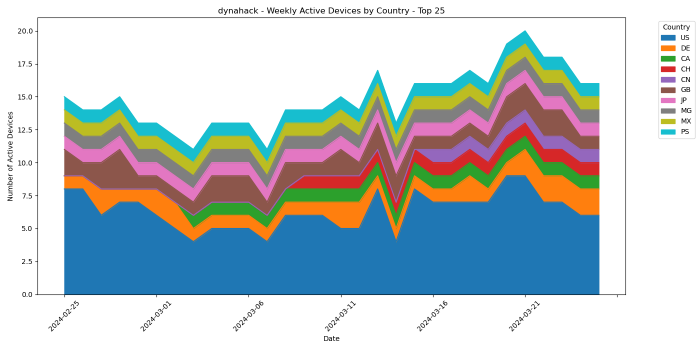 dynahack - Weekly Active Devices by Country - Top 25
Number of Active Devices
20.0
17.5
15.0
12.5
10.0
7.5
5.0
2.5
0.0
2024-02-25
2024-03-01
2024-03-06
2024-03-11
2024-03-16
2024-03-21
Date
Country
US
DE
CA
CH
CN
GB
JP
MG
MX
PS